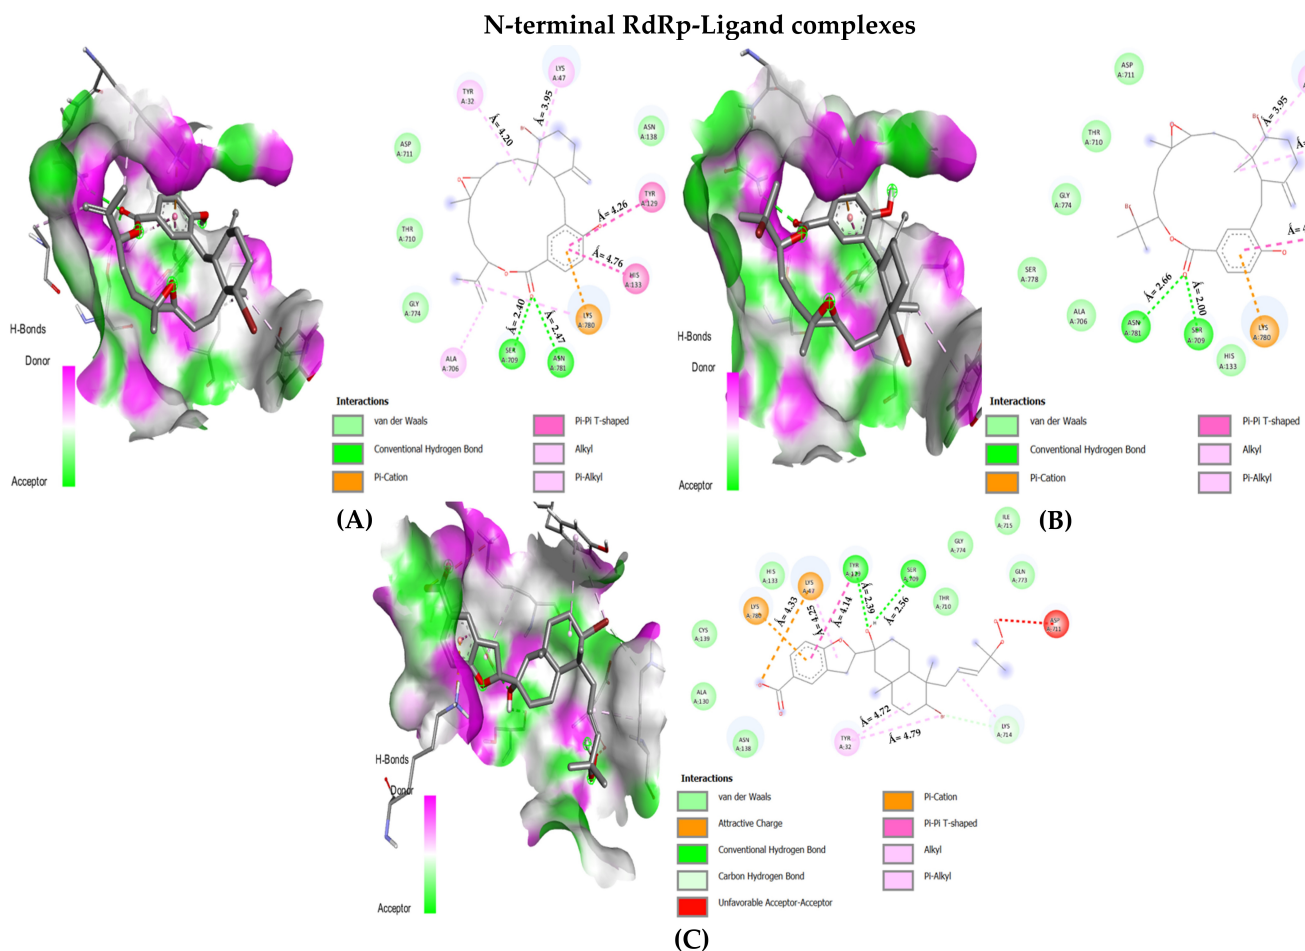 N-terminal RdRp-Ligand complexes
LYS
A:47
TYR
A:32
Å= 3.95
Å= 4.20
ASN
A:138
ASP
A:711
TYR
A:129
Å= 4.26
THR
A:710
Å= 4.76
HIS
A:133
GLY
A:774
LYS
A:780
Å= 2.40
Å= 2.47
ALA
A:706
SER
A:709
ASN
A:781
H-Bonds
Donor
Acceptor
Interactions
van der Waals
Conventional Hydrogen Bond
Pi-Cation
Pi-Pi T-shaped
Alkyl
Pi-Alkyl
(A)
ASP
A:711
Å= 3.95
THR
A:710
GLY
A:774
SER
A:778
ALA
A:706
Å= 2.66
Å= 2.00
ASN
A:781
SER
A:709
LYS
A:780
HIS
A:133
H-Bonds
Donor
Acceptor
Interactions
van der Waals
Conventional Hydrogen Bond
Pi-Cation
Pi-Pi T-shaped
Alkyl
Pi-Alkyl
(B)
ILE
A:715
GLY
A:774
GLN
A:773
HIS
A:133
LYS
A:47
TYR
SER
THR
A:710
LYS
A:780
Å= 4.33
Å= 4.25
Å= 4.14
Å= 2.39
Å= 2.56
ASP
A:711
CYS
A:139
ALA
A:130
ASN
A:138
Å= 4.72
Å= 4.79
TYR
A:32
LYS
A:714
H-Bonds
Donor
Acceptor
Interactions
van der Waals
Attractive Charge
Conventional Hydrogen Bond
Carbon Hydrogen Bond
Unfavorable Acceptor-Acceptor
Pi-Cation
Pi-Pi T-shaped
Alkyl
Pi-Alkyl
(C)